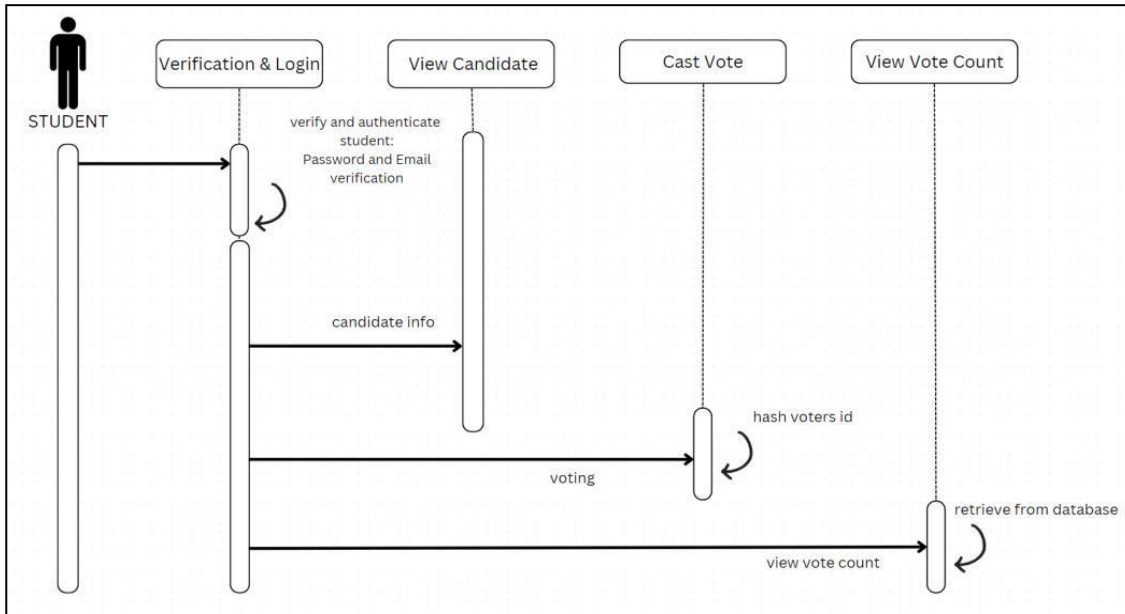 Verification & Login
View Candidate
Cast Vote
View Vote Count
STUDENT
verify and authenticate
student:
Password and Email
verification
candidate info
hash voters id
voting
retrieve from database
view vote count